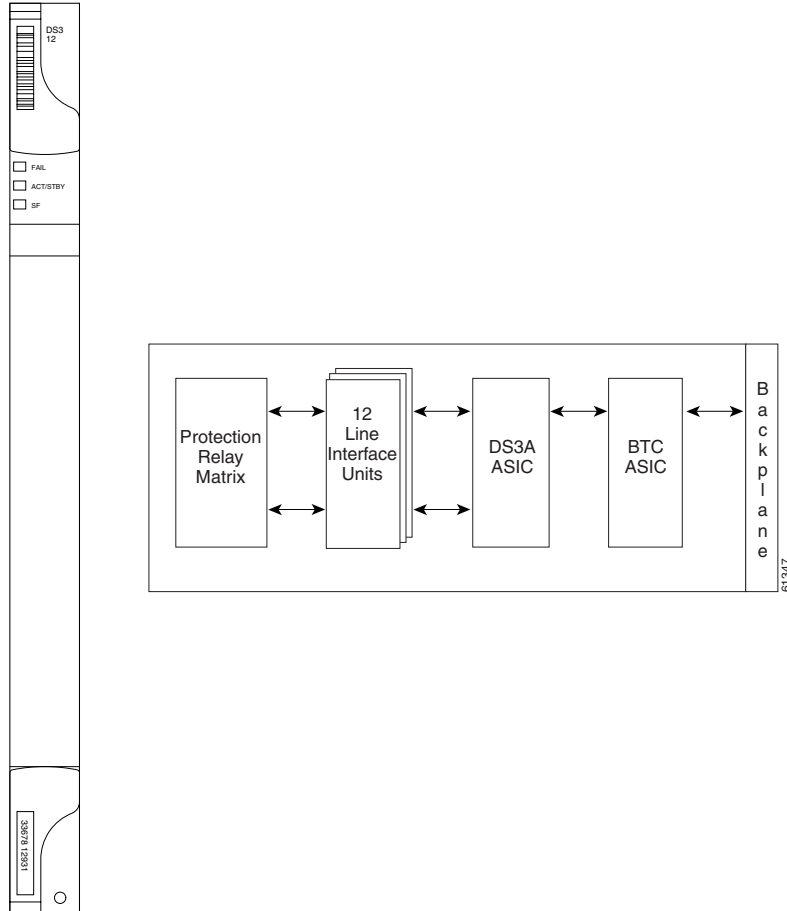 DS3
12
FAIL
ACT/STBY
SF
33678 12931
Protection
Relay
Matrix
12
Line
Interface
Units
DS3A
ASIC
BTC
ASIC
Backplane
61347